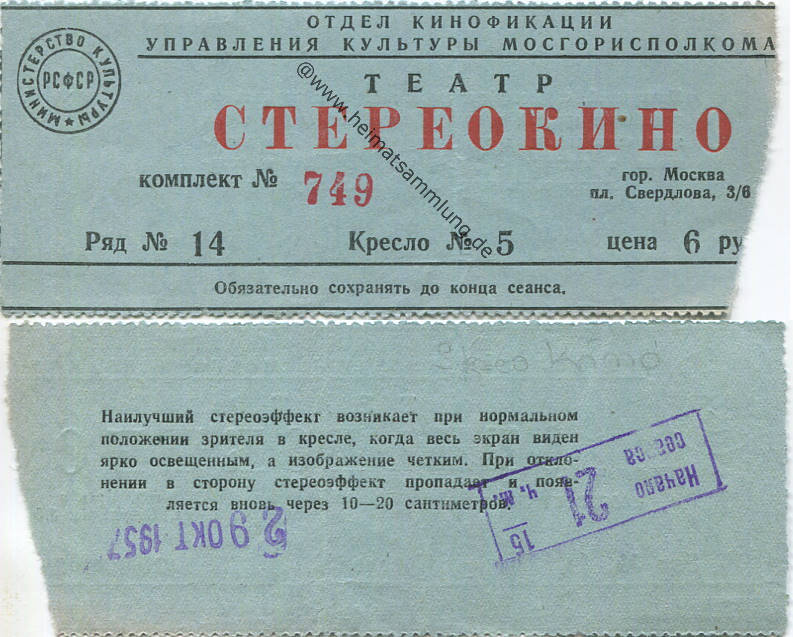 ОТДЕЛ КИНОФИКАЦИИ
УПРАВЛЕНИЯ КУЛЬТУРЫ МОСГОРИСПОЛКОМА
МИНИСТЕРСТВО КУЛЬТУРЫ
РСФСР
ТЕАТР
СТЕРЕОКИНО
комплект № 749
гор. Москва
пл. Свердлова, 3/6
Ряд № 14 Кресло № 5 цена 6 ру
Обязательно сохранять до конца сеанса.
@www.heimatsammlung.de
Наилучший стереоэффект возникает при нормальном
положении зрителя в кресле, когда весь экран виден
ярко освещенным, а изображение четким. При откло-
нении в сторону стереоэффект пропадает и появ-
ляется вновь через 10—20 сантиметров.
Начало
сеанса
21 ч. 15 м.
29 ОКТ 1957